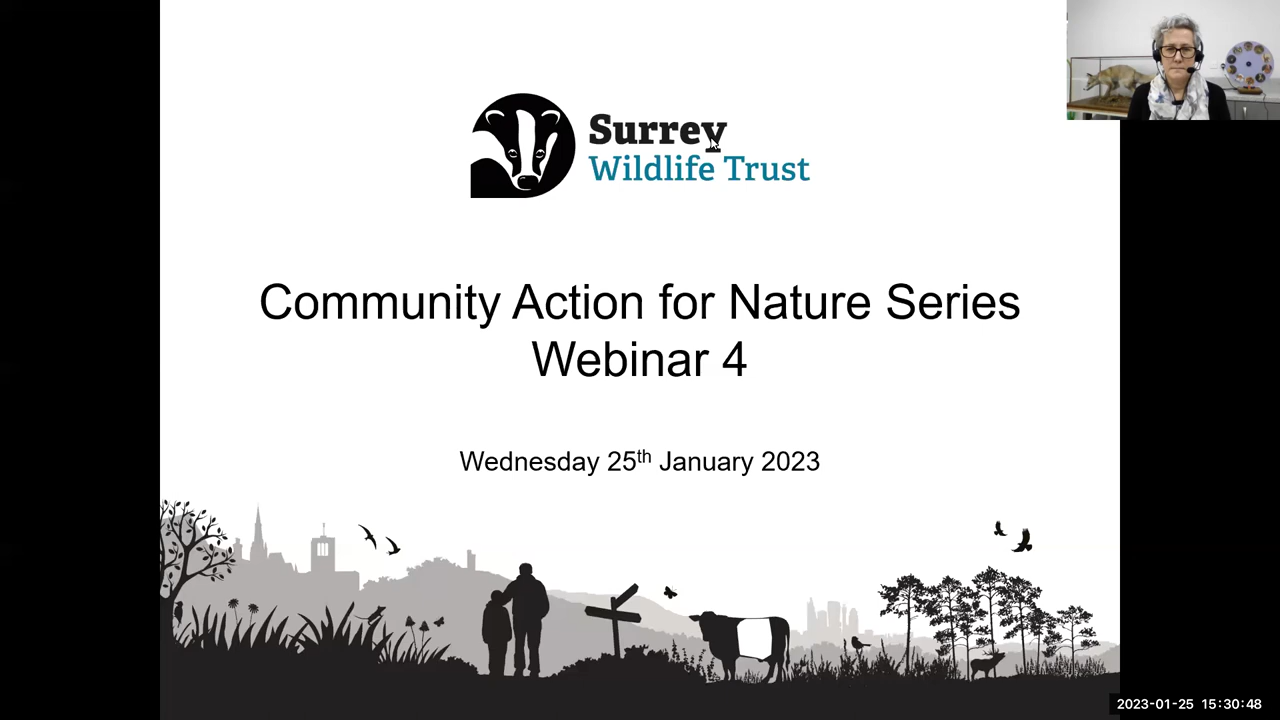 Surrey
Wildlife Trust
Community Action for Nature Series
Webinar 4
Wednesday 25th January 2023
2023-01-25 15:30:48